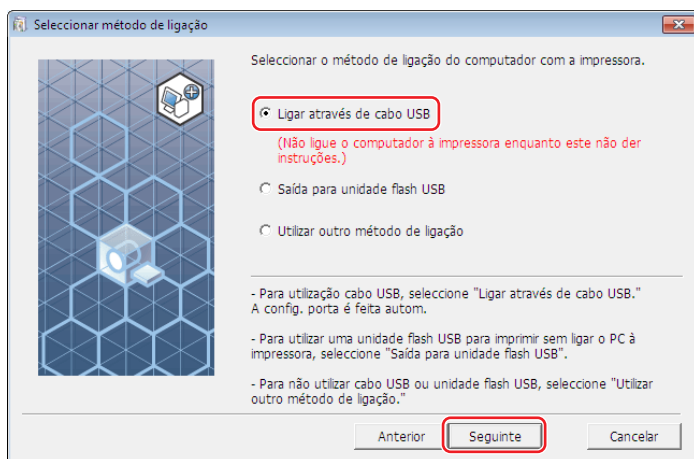 Seleccionar método de ligação
Seleccionar o método de ligação do computador com a impressora.
Ligar através de cabo USB
(Não ligue o computador à impressora enquanto este não der
instruções.)
Saída para unidade flash USB
Utilizar outro método de ligação
- Para utilização cabo USB, seleccione "Ligar através de cabo USB."
A config. porta é feita autom.
- Para utilizar uma unidade flash USB para imprimir sem ligar o PC à
impressora, seleccione "Saída para unidade flash USB".
- Para não utilizar cabo USB ou unidade flash USB, seleccione "Utilizar
outro método de ligação."
Anterior
Seguinte
Cancelar